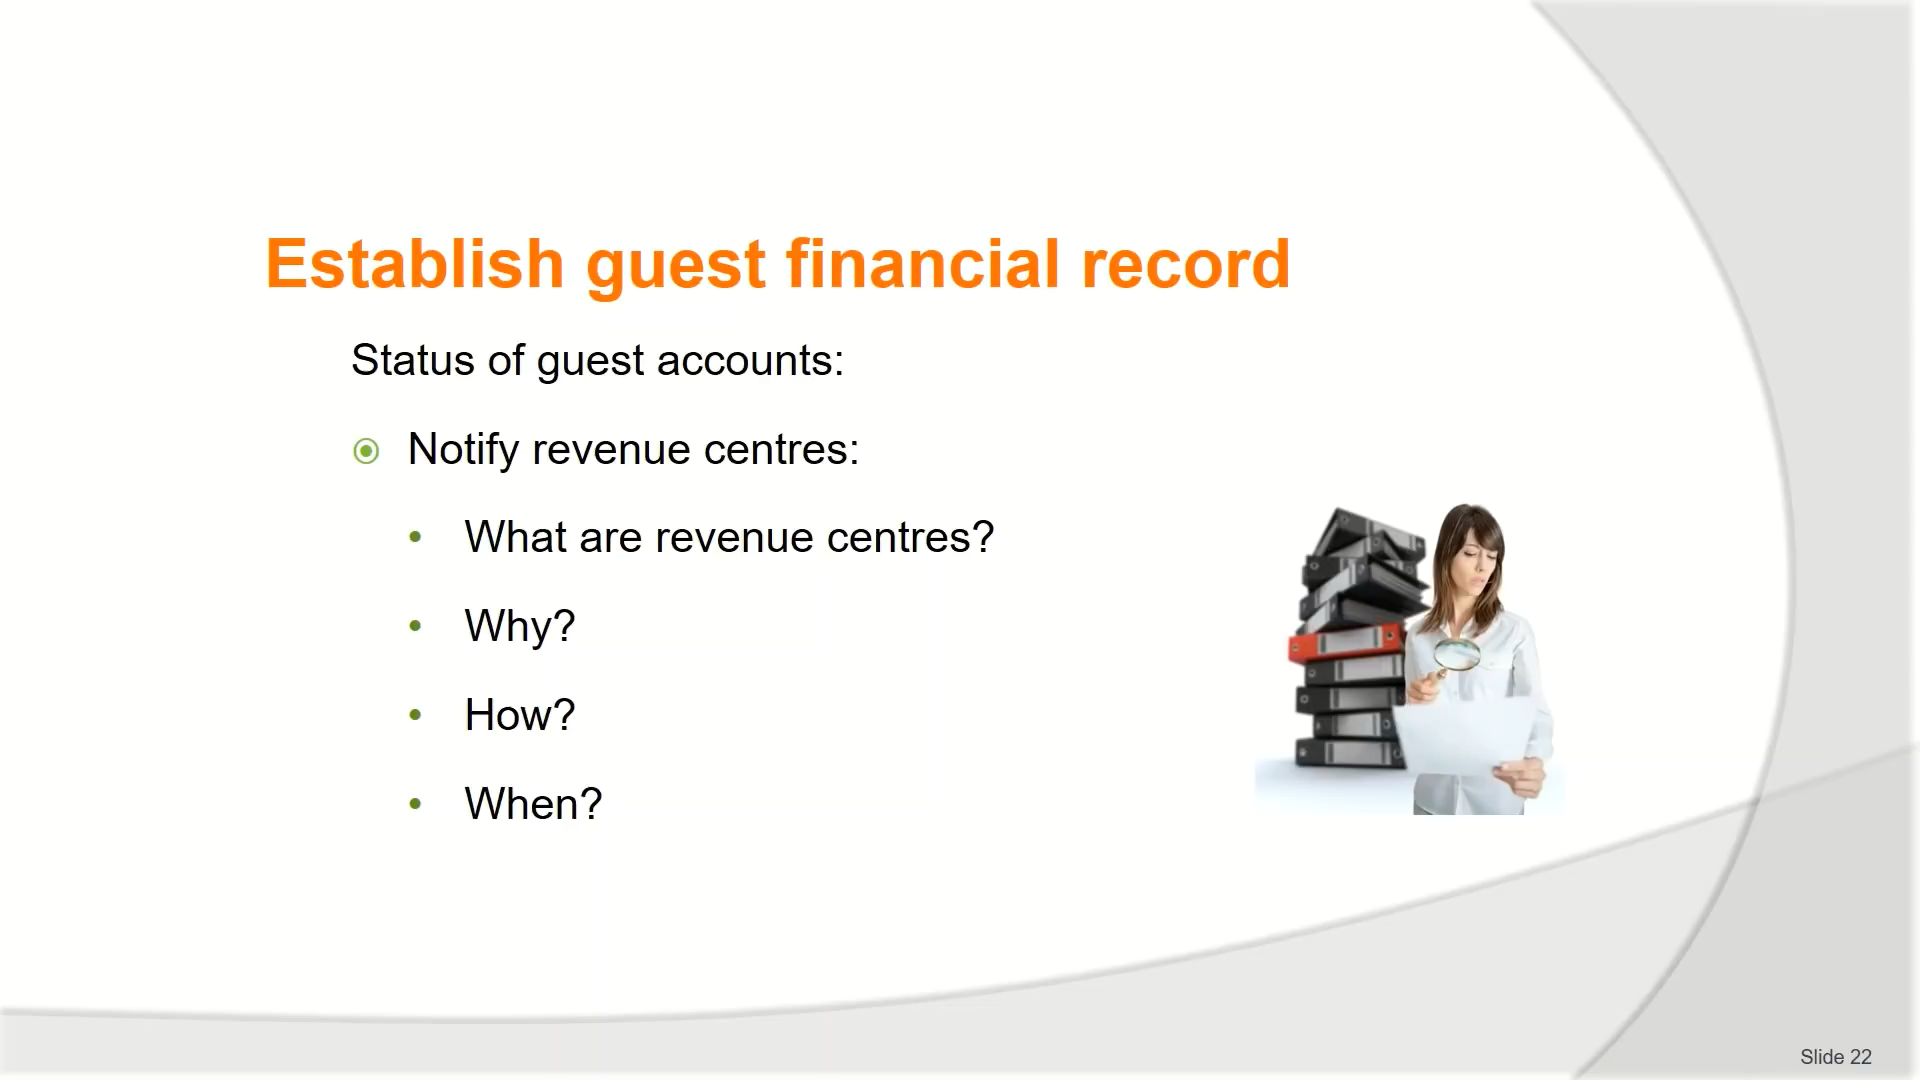 Establish guest financial record
Status of guest accounts:
Notify revenue centres:
• What are revenue centres?
• Why?
• How?
• When?
Slide 22